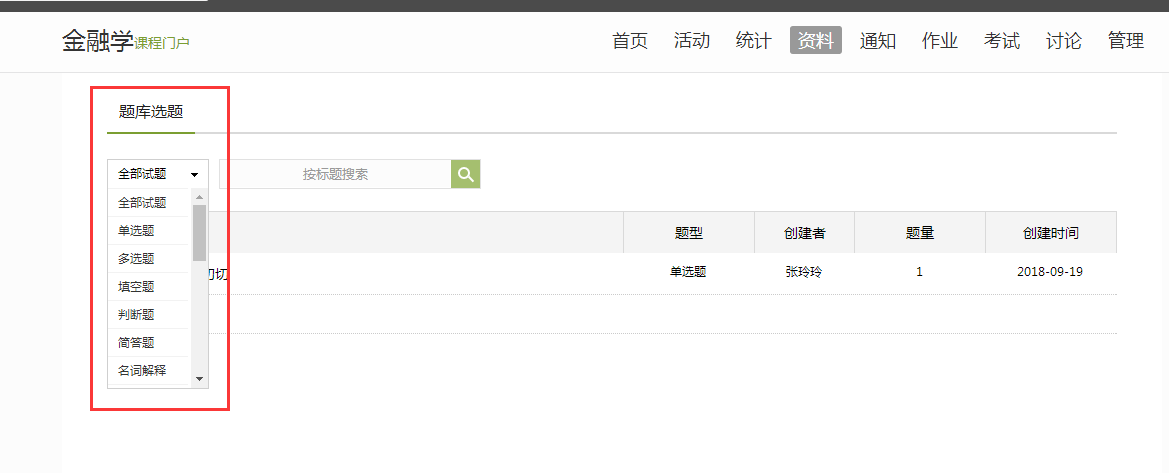 金融学课程门户
首页 活动 统计 资料 通知 作业 考试 讨论 管理
题库选题
全部试题 按标题搜索
全部试题
单选题
多选题
填空题
判断题
简答题
名词解释
题型 创建者 题量 创建时间
切 单选题 张玲玲 1 2018-09-19